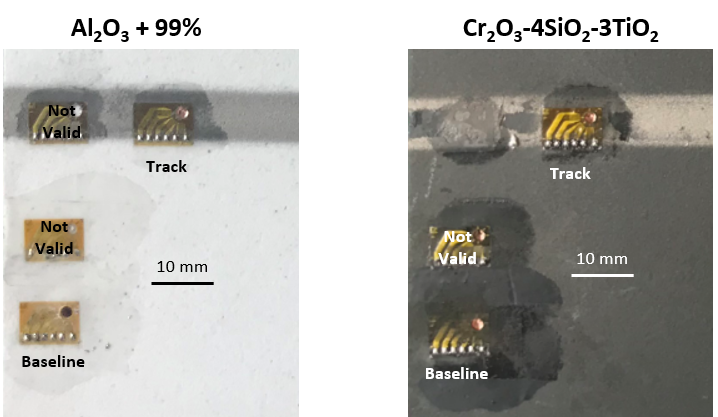 Al₂O₃ + 99%
Not
Valid
Track
Not
Valid
10 mm
Baseline
Cr₂O₃-4SiO₂-3TiO₂
Track
Not
Valid
10 mm
Baseline